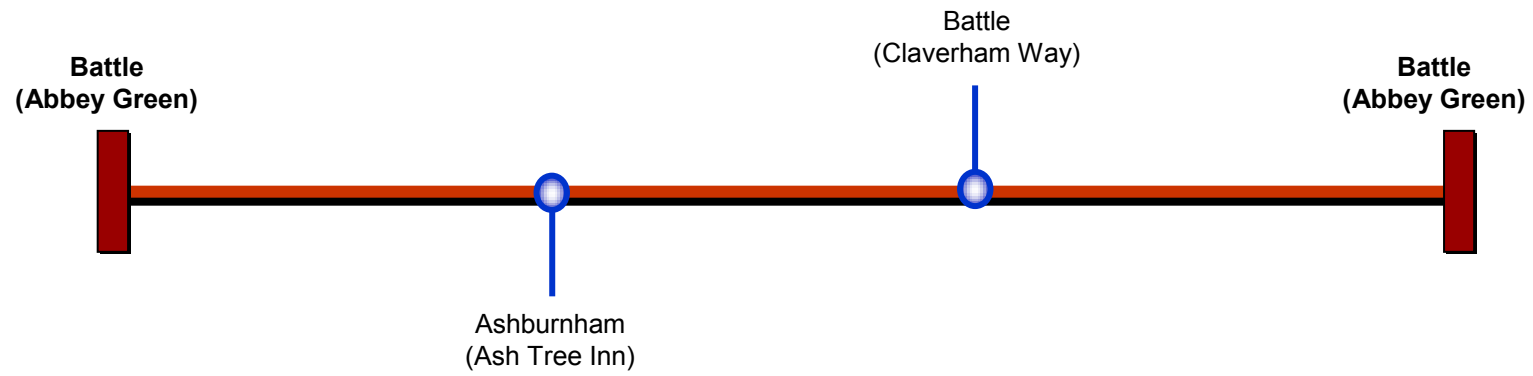 Battle
(Abbey Green)
Ashburnham
(Ash Tree Inn)
Battle
(Claverham Way)
Battle
(Abbey Green)